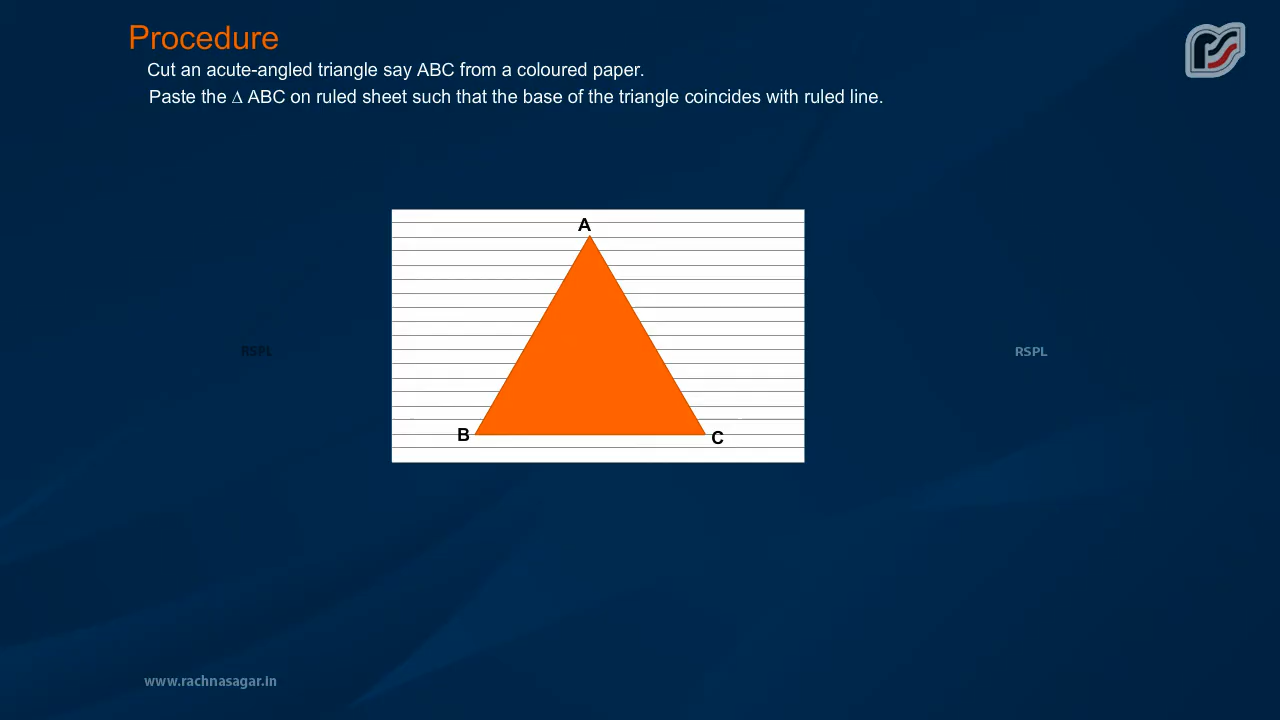 Procedure
Cut an acute-angled triangle say ABC from a coloured paper.
Paste the Δ ABC on ruled sheet such that the base of the triangle coincides with ruled line.
A
B
C
RSPL
RSPL
www.rachnasagar.in